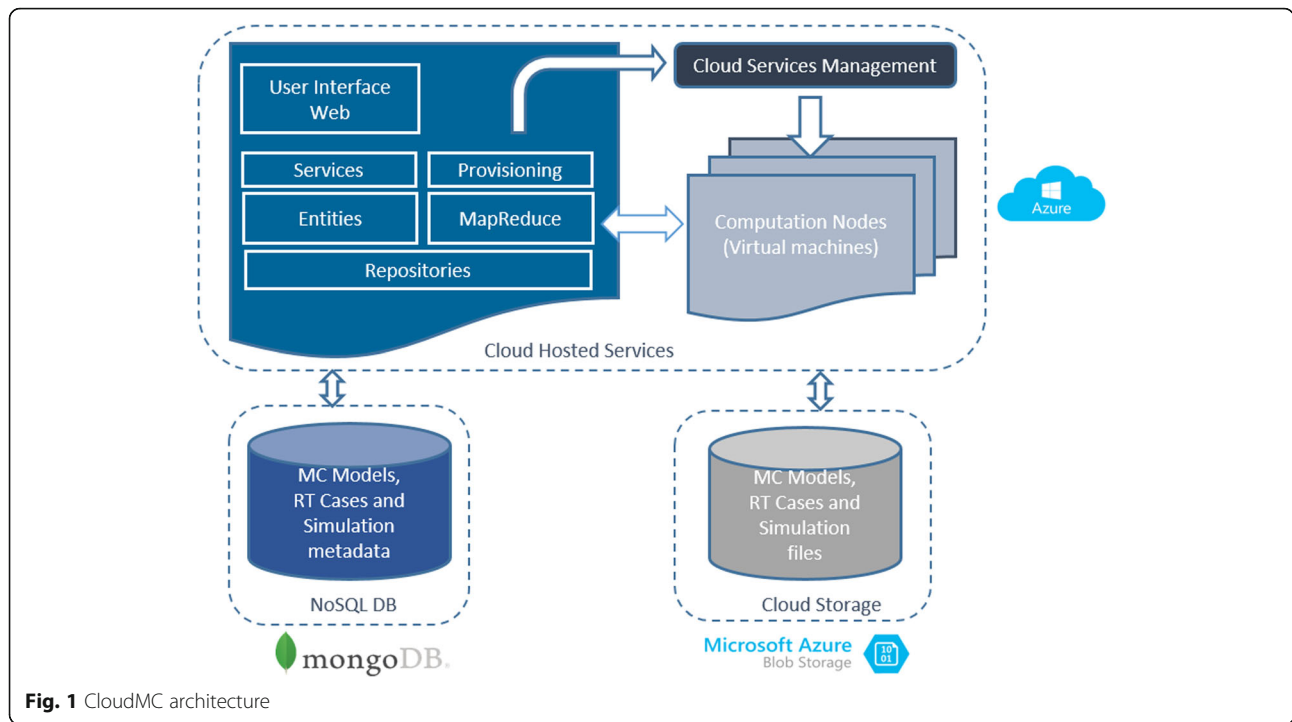 User Interface
Web
Services
Provisioning
Entities
MapReduce
Repositories
Cloud Services Management
Computation Nodes
(Virtual machines)
Azure
Cloud Hosted Services
MC Models,
RT Cases and
Simulation
metadata
NoSQL DB
mongoDB®
MC Models,
RT Cases and
Simulation
files
Cloud Storage
Microsoft Azure
Blob Storage
10
01
Fig. 1 CloudMC architecture